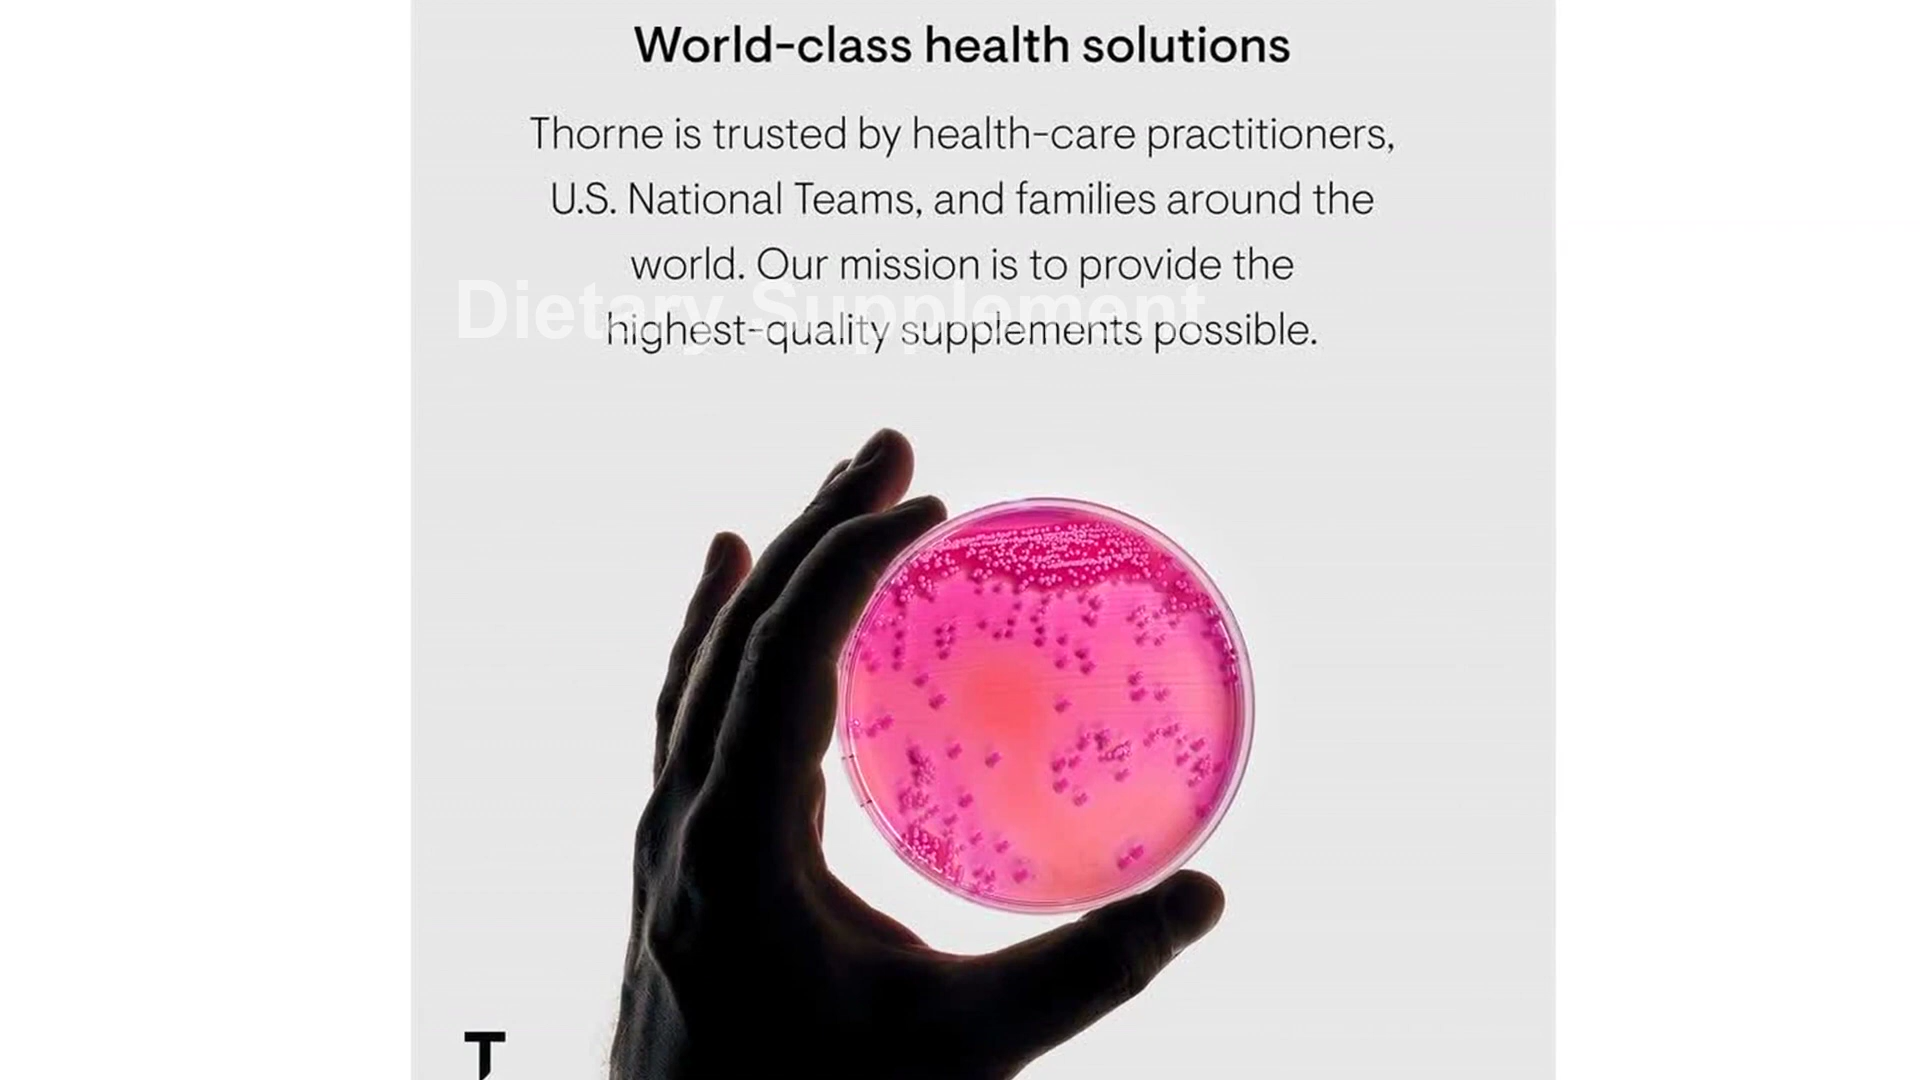 World-class health solutions
Thorne is trusted by health-care practitioners,
U.S. National Teams, and families around the
world. Our mission is to provide the
Dietary Supplement
highest-quality supplements possible.
T